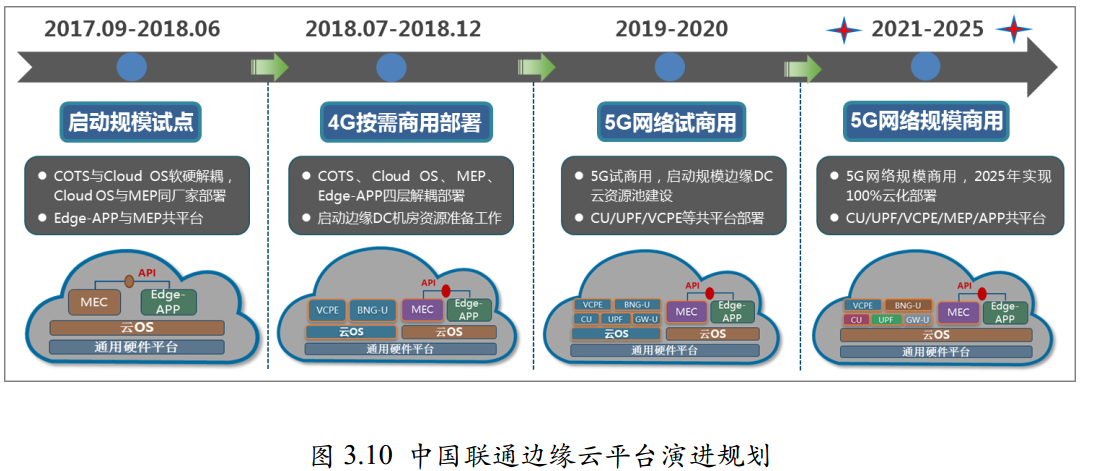 2017.09-2018.06
2018.07-2018.12
2019-2020
2021-2025
启动规模试点
4G按需商用部署
5G网络试商用
5G网络规模商用
COTS与Cloud OS软硬解耦，
Cloud OS与MEP同厂家部署
Edge-APP与MEP共平台
COTS、Cloud OS、MEP、
Edge-APP四层解耦部署
启动边缘DC机房资源准备工作
5G试商用，启动规模边缘DC
云资源池建设
CU/UPF/VCPE等共平台部署
5G网络规模商用，2025年实现
100%云化部署
CU/UPF/VCPE/MEP/APP共平台
API
MEC
Edge-
APP
云OS
通用硬件平台
API
VCPE
BNG-U
MEC
Edge-
APP
云OS
云OS
通用硬件平台
API
VCPE
BNG-U
CU
UPF
GW-U
MEC
Edge-
APP
云OS
云OS
通用硬件平台
API
VCPE
BNG-U
CU
UPF
GW-U
MEC
Edge-
APP
云OS
通用硬件平台
图 3.10 中国联通边缘云平台演进规划